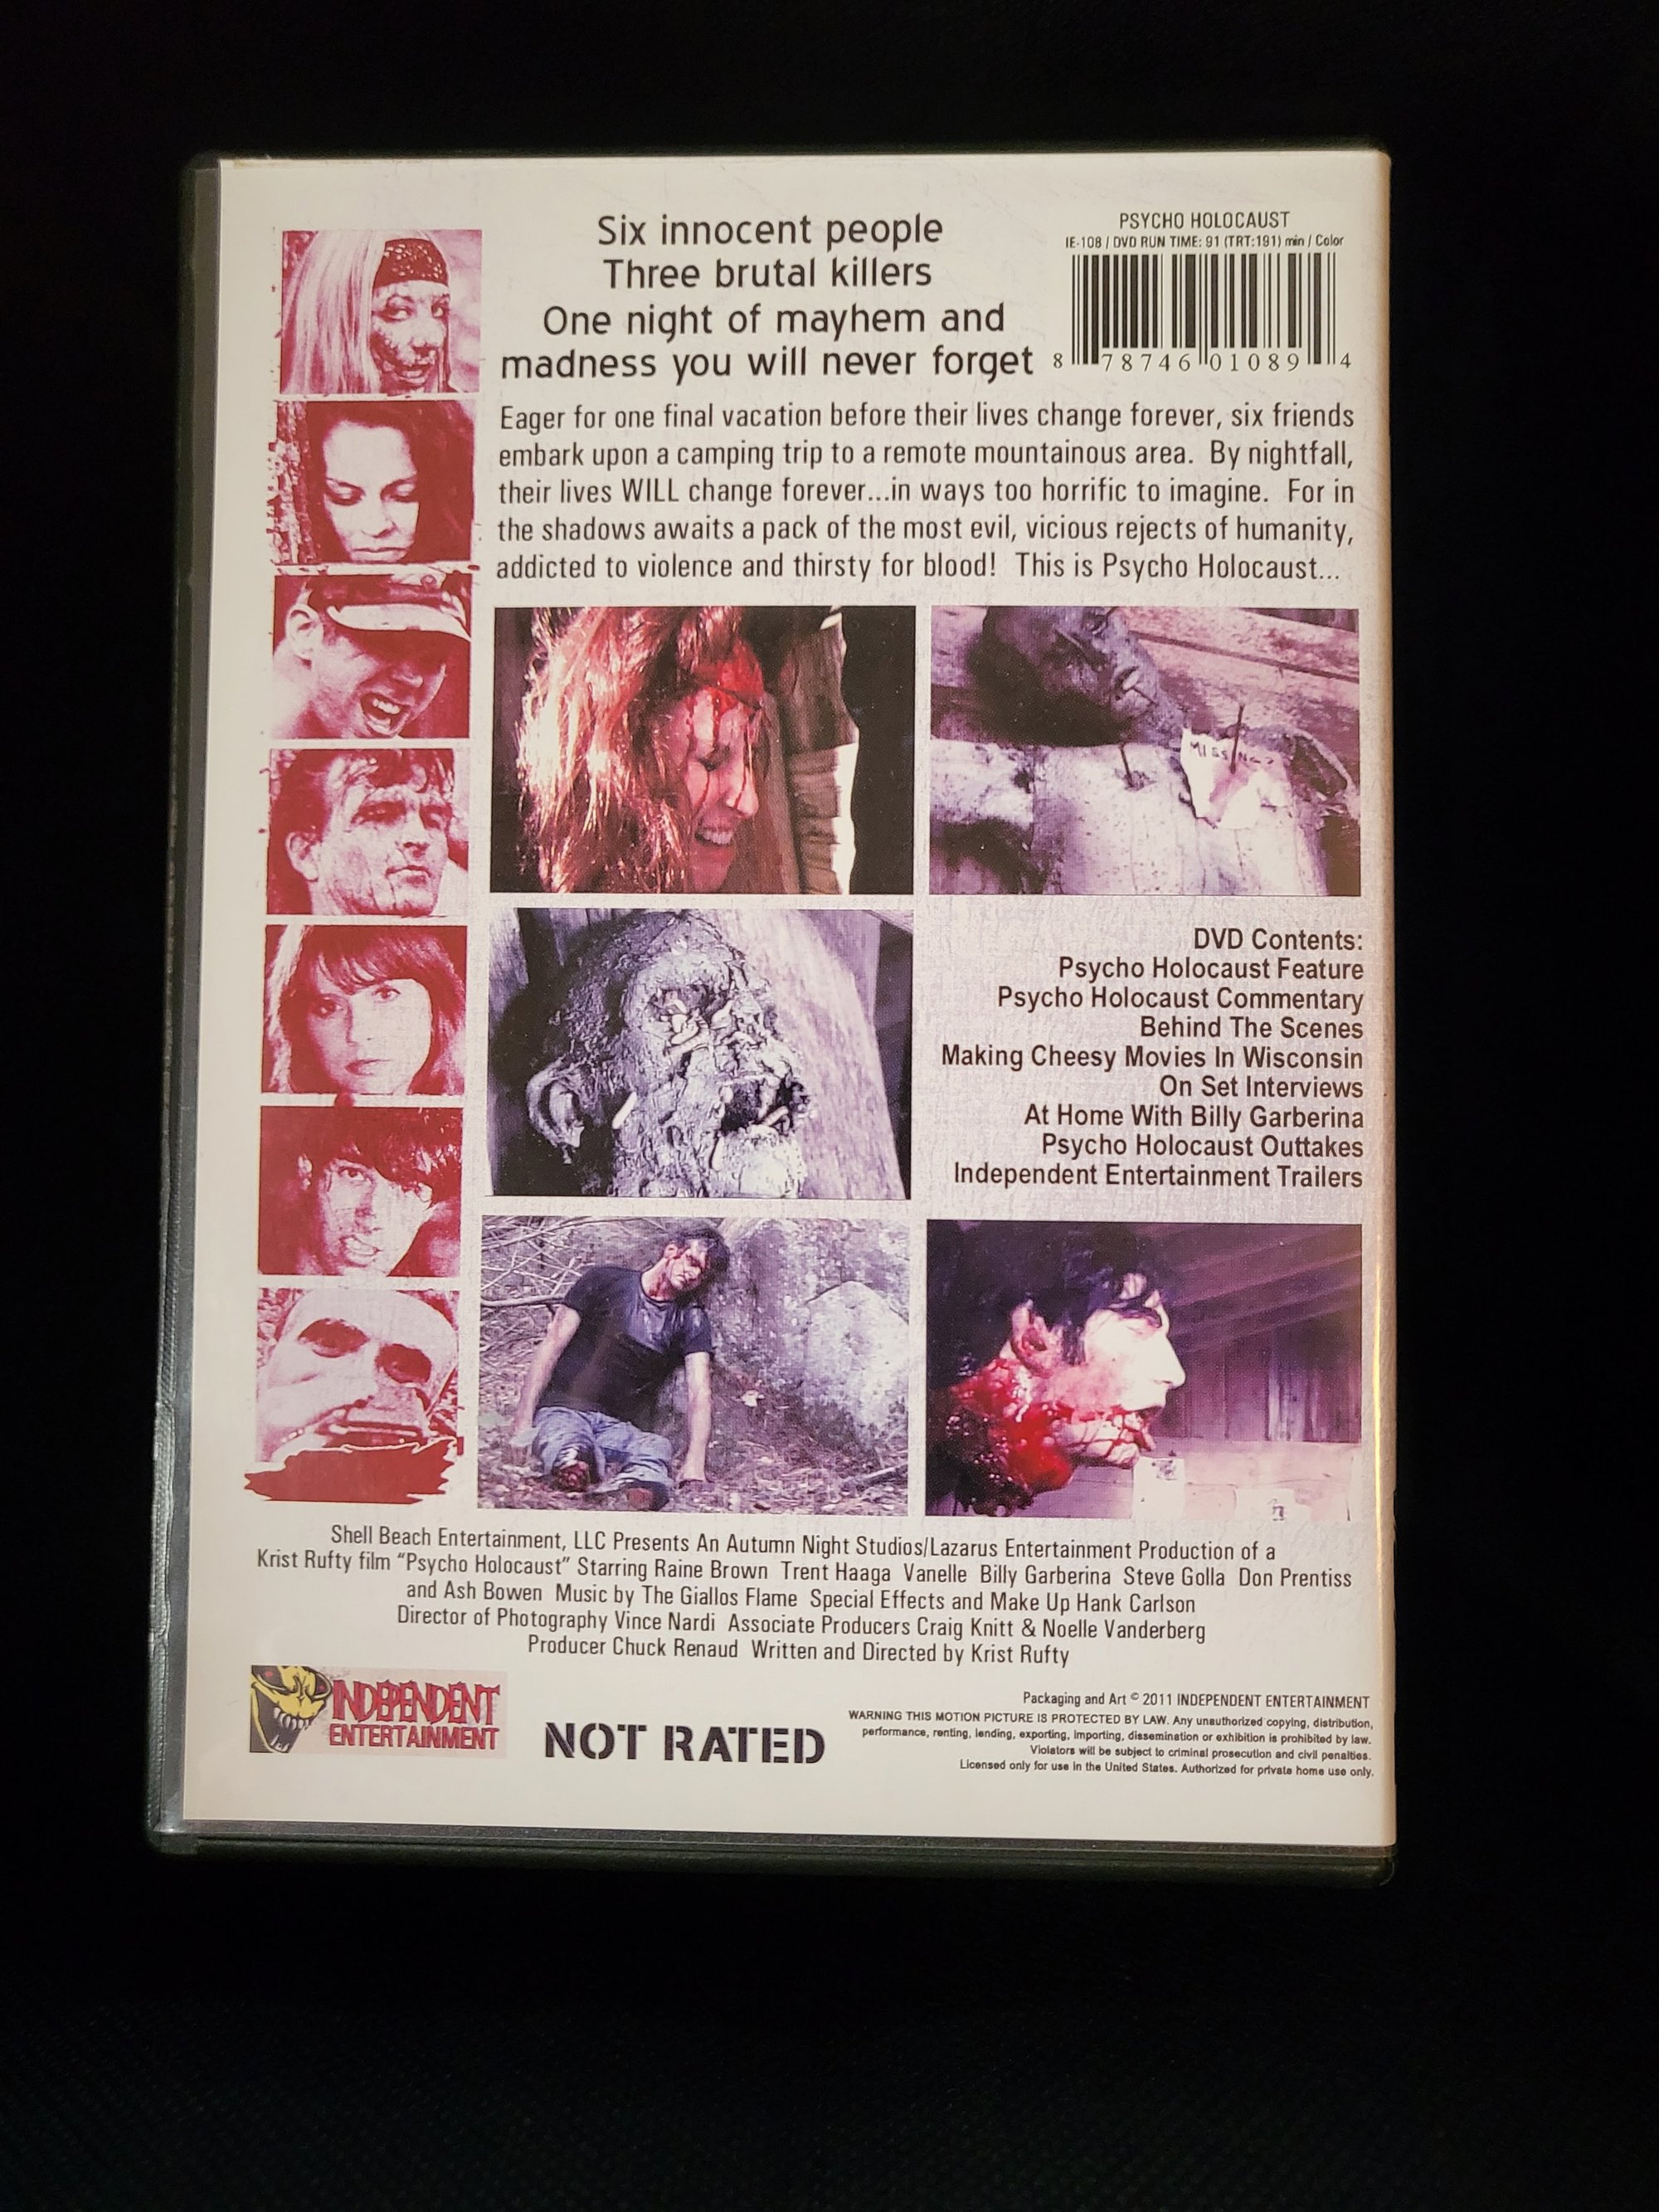 Six innocent people
Three brutal killers
One night of mayhem and
madness you will never forget
PSYCHO HOLOCAUST
IE-108 / DVD RUN TIME: 91 (TRT:191) min / Color
8 78746 01089 4
Eager for one final vacation before their lives change forever, six friends
embark upon a camping trip to a remote mountainous area. By nightfall,
their lives WILL change forever...in ways too horrific to imagine. For in
the shadows awaits a pack of the most evil, vicious rejects of humanity,
addicted to violence and thirsty for blood! This is Psycho Holocaust...
DVD Contents:
Psycho Holocaust Feature
Psycho Holocaust Commentary
Behind The Scenes
Making Cheesy Movies In Wisconsin
On Set Interviews
At Home With Billy Garberina
Psycho Holocaust Outtakes
Independent Entertainment Trailers
Shell Beach Entertainment, LLC Presents An Autumn Night Studios/Lazarus Entertainment Production of a
Krist Rufty film “Psycho Holocaust” Starring Raine Brown Trent Haaga Vanelle Billy Garberina Steve Golla Don Prentiss
and Ash Bowen Music by The Giallos Flame Special Effects and Make Up Hank Carlson
Director of Photography Vince Nardi Associate Producers Craig Knitt & Noelle Vanderberg
Producer Chuck Renaud Written and Directed by Krist Rufty
INDEPENDENT
ENTERTAINMENT
NOT RATED
Packaging and Art © 2011 INDEPENDENT ENTERTAINMENT
WARNING THIS MOTION PICTURE IS PROTECTED BY LAW. Any unauthorized copying, distribution,
performance, renting, lending, exporting, importing, dissemination or exhibition is prohibited by law.
Violators will be subject to criminal prosecution and civil penalties.
Licensed only for use in the United States. Authorized for private home use only.